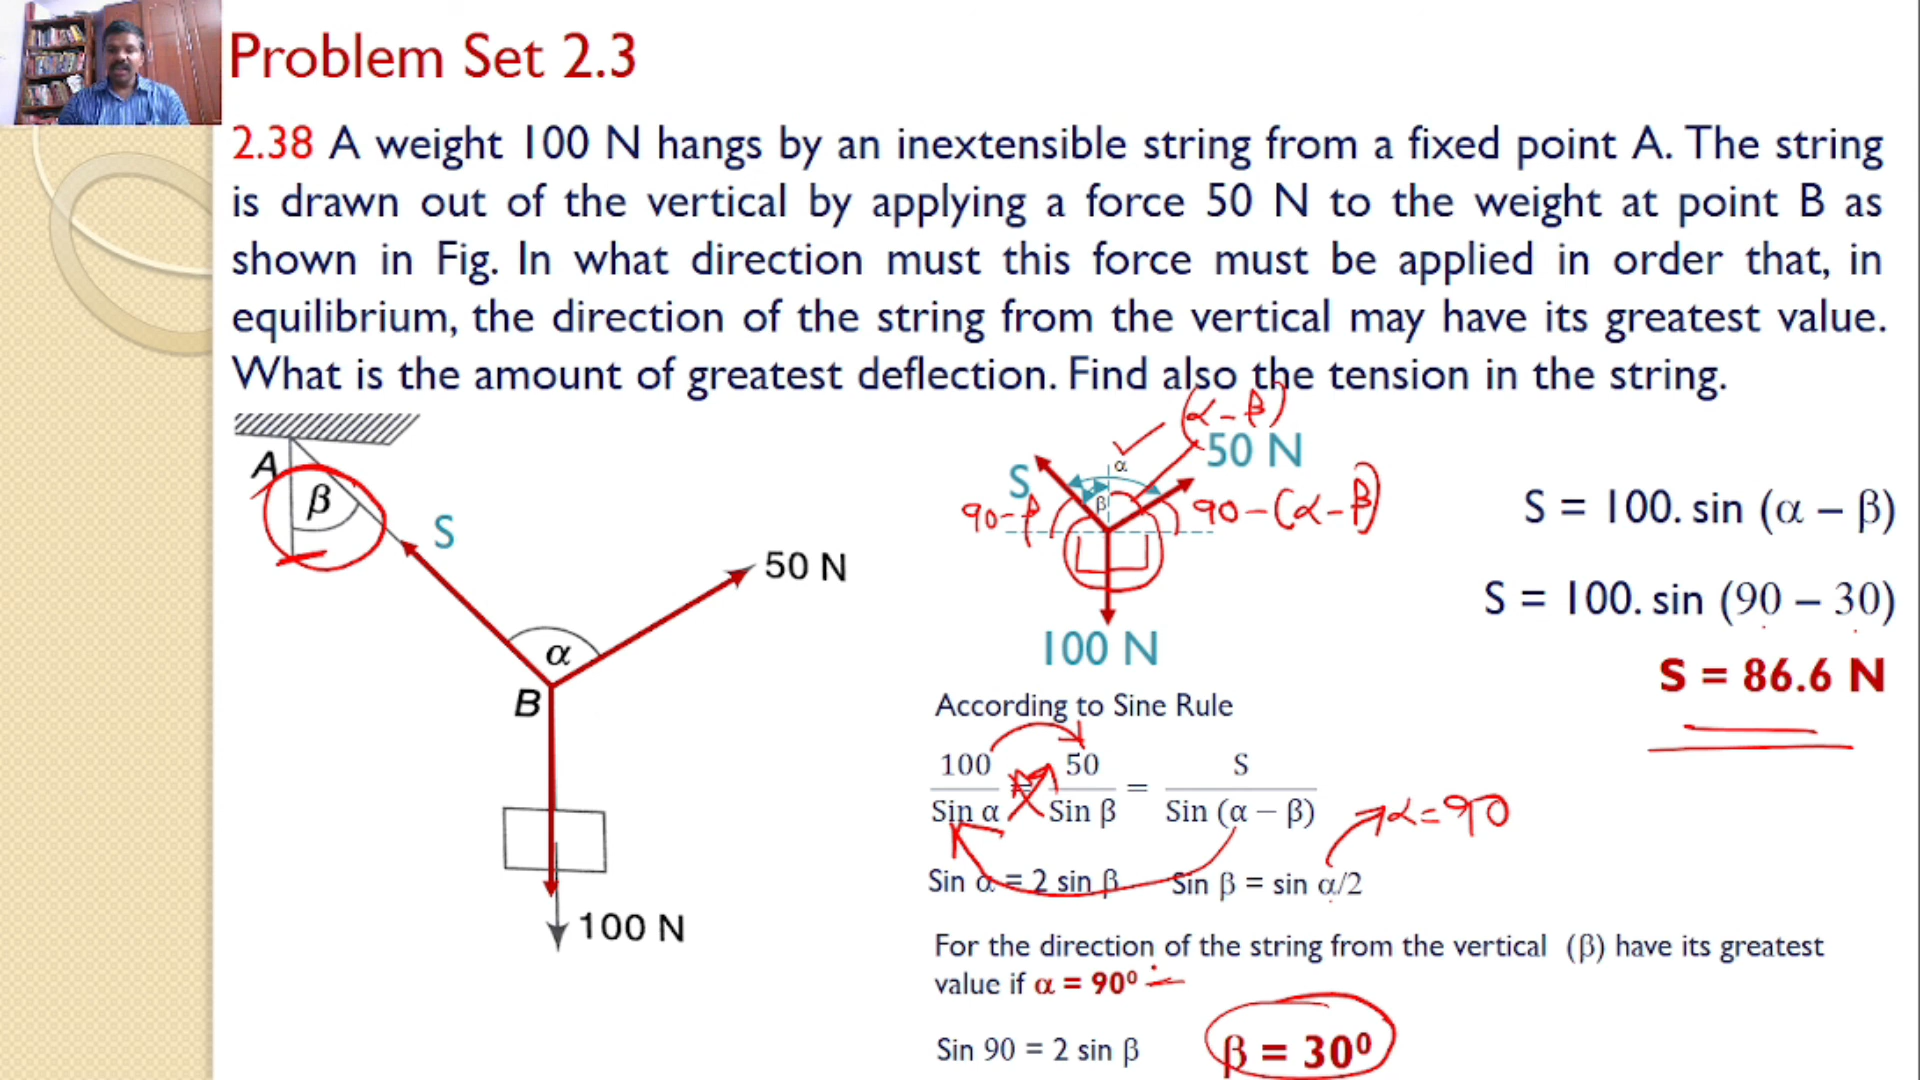 Problem Set 2.3
2.38 A weight 100 N hangs by an inextensible string from a fixed point A. The string
is drawn out of the vertical by applying a force 50 N to the weight at point B as
shown in Fig. In what direction must this force must be applied in order that, in
equilibrium, the direction of the string from the vertical may have its greatest value.
What is the amount of greatest deflection. Find also the tension in the string.
A
β
S
50 N
α
B
100 N
(α-β)
50 N
α
S
β
90-β
90-(α-β)
100 N
According to Sine Rule
100/Sin α = 50/Sin β = S/Sin (α − β)
α=90
Sin α = 2 sin β Sin β = sin α/2
For the direction of the string from the vertical (β) have its greatest
value if α = 90⁰
Sin 90 = 2 sin β β = 30⁰
S = 100. sin (α − β)
S = 100. sin (90 − 30)
S = 86.6 N